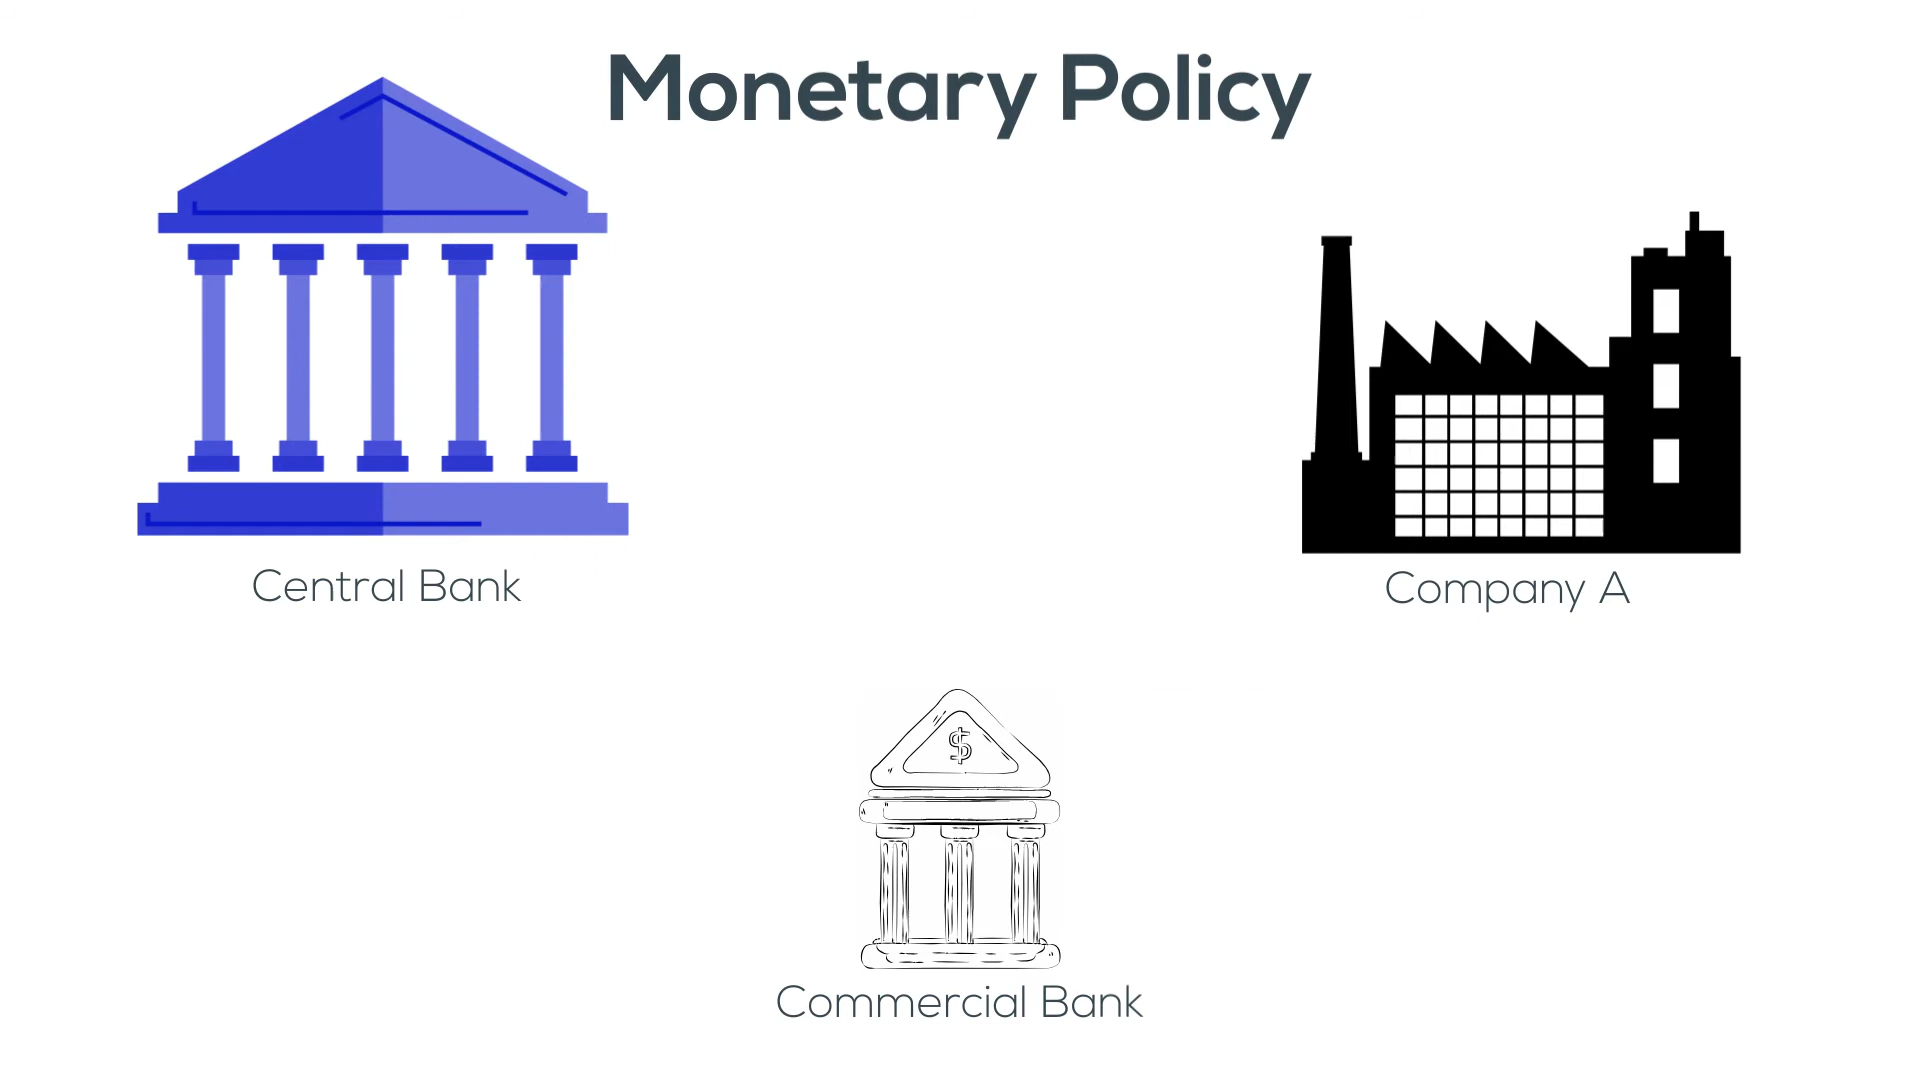 Monetary Policy
Central Bank
Company A
$
Commercial Bank